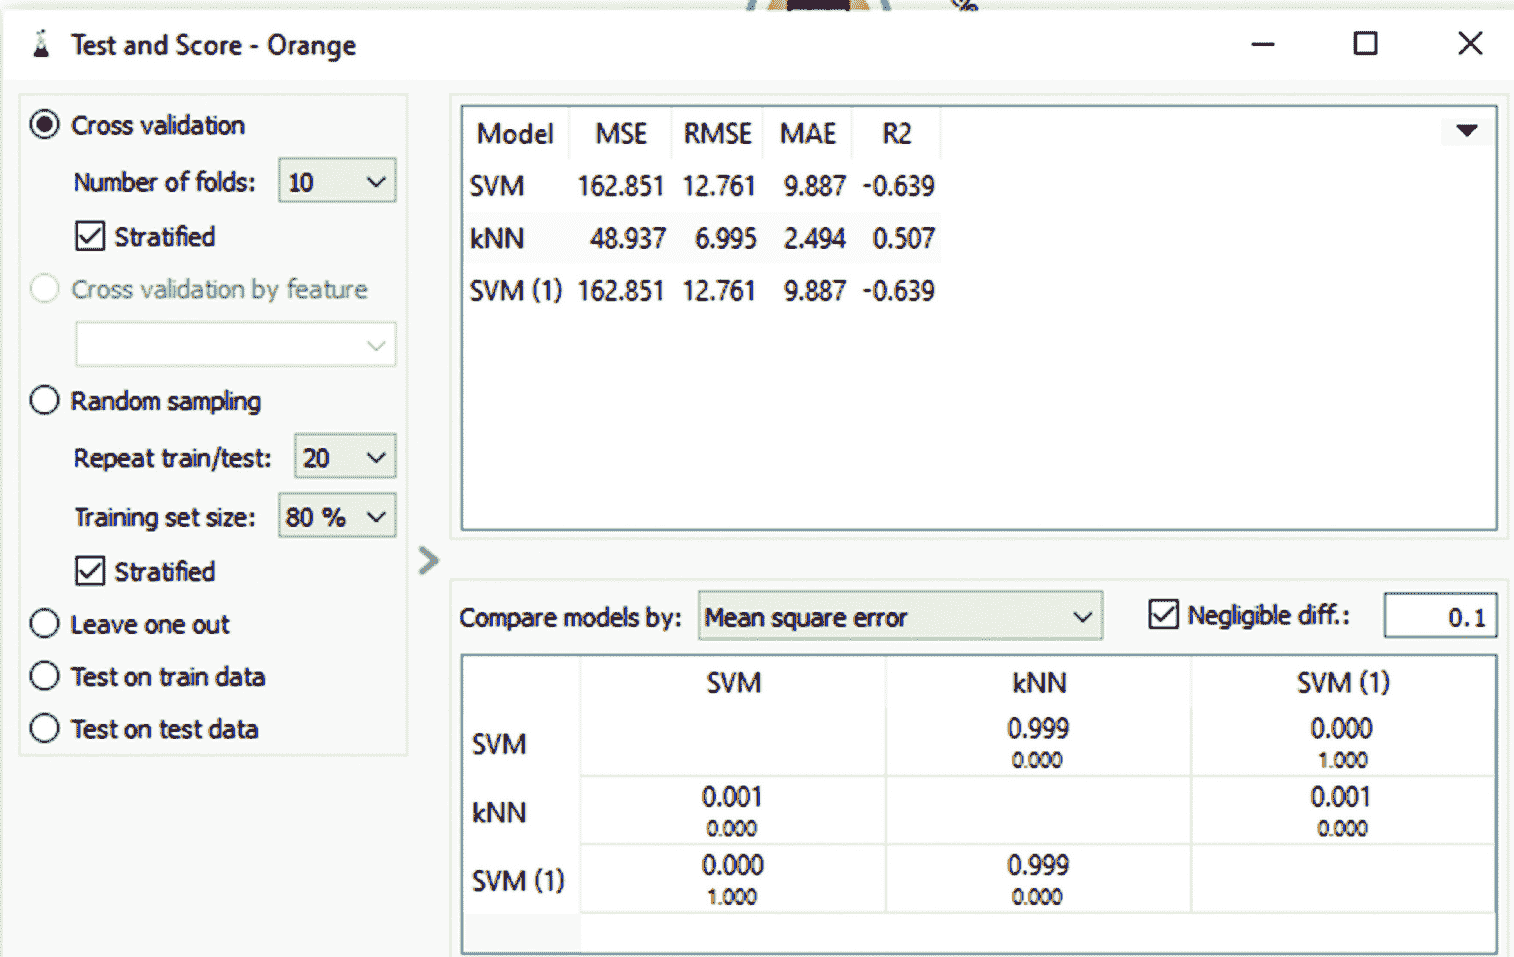 Test and Score - Orange
Cross validation
Number of folds: 10
Stratified
Cross validation by feature
Random sampling
Repeat train/test: 20
Training set size: 80 %
Stratified
Leave one out
Test on train data
Test on test data
Model MSE RMSE MAE R2
SVM 162.851 12.761 9.887 -0.639
kNN 48.937 6.995 2.494 0.507
SVM (1) 162.851 12.761 9.887 -0.639
Compare models by: Mean square error Negligible diff.: 0.1
SVM kNN SVM (1)
SVM 0.999 0.000
0.000 1.000
kNN 0.001 0.001
0.000 0.000
SVM (1) 0.000 0.999
1.000 0.000